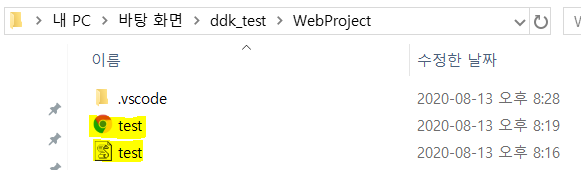 > 내 PC > 바탕 화면 > ddk_test > WebProject
이름 수정한 날짜
.vscode 2020-08-13 오후 8:28
test 2020-08-13 오후 8:19
test 2020-08-13 오후 8:16